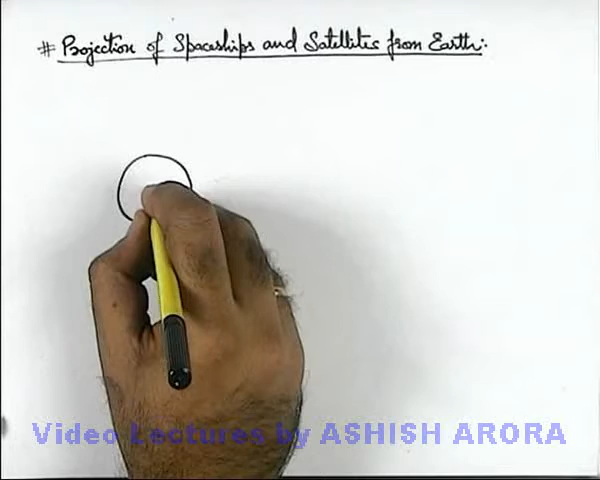 # Projection of Spaceships and Satellites from Earth:-
Video Lectures by ASHISH ARORA